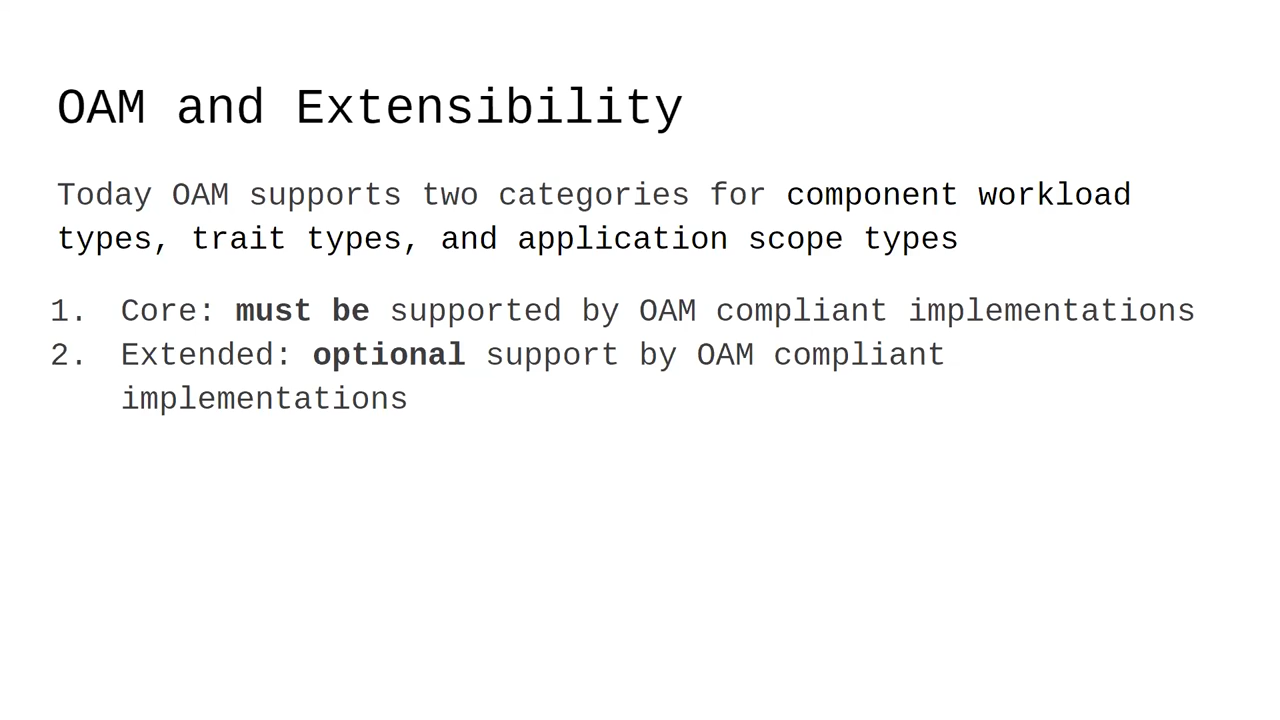 OAM and Extensibility
Today OAM supports two categories for component workload
types, trait types, and application scope types
1. Core: must be supported by OAM compliant implementations
2. Extended: optional support by OAM compliant
implementations